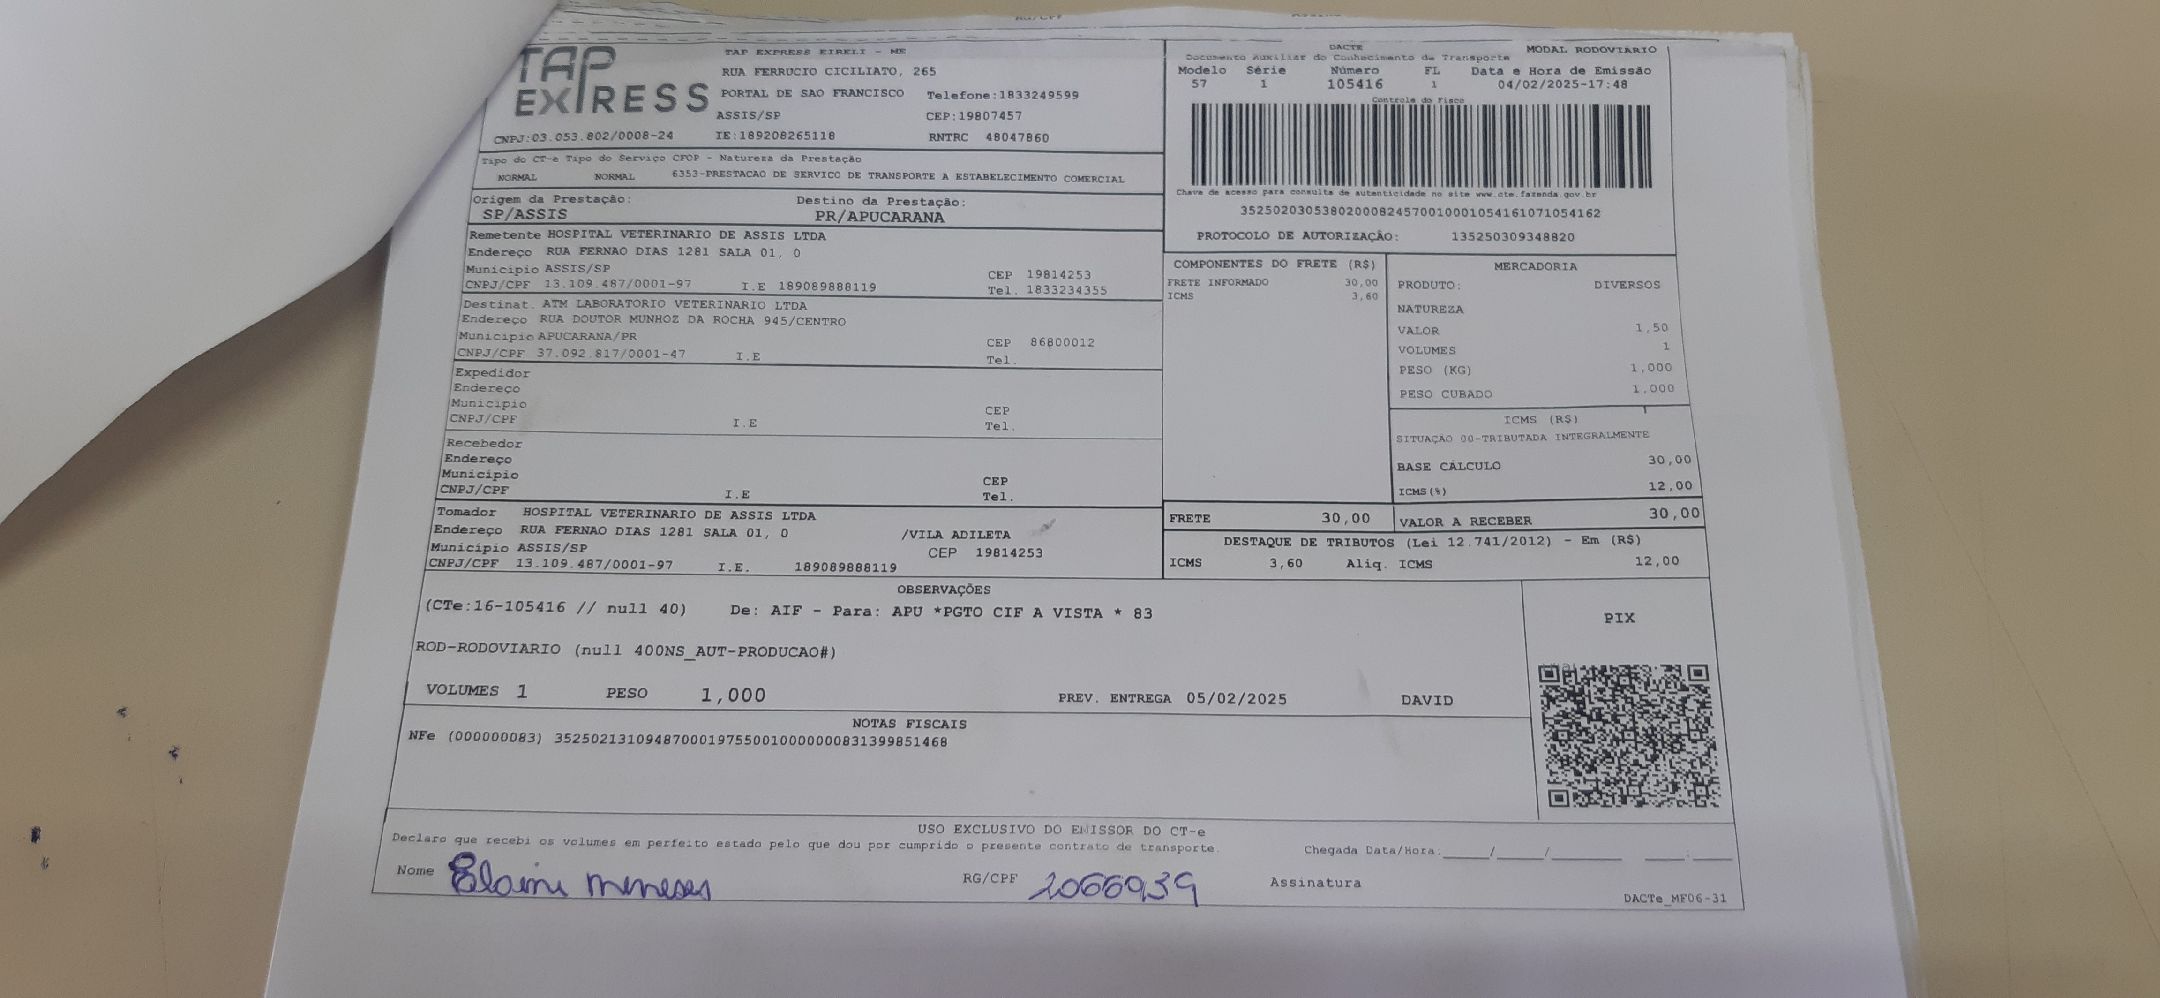 TAP EXPRESS
TAP EXPRESS EIRELI - ME
RUA FERRUCIO CICILIATO, 265
PORTAL DE SAO FRANCISCO Telefone:1833249599
ASSIS/SP CEP:19807457
CNPJ:03.053.802/0008-24 IE:189208265118 RNTRC 48047860
DACTE MODAL RODOVIARIO
Documento Auxiliar do Conhecimento de Transporte
Modelo Série Número FL Data e Hora de Emissão
57 1 105416 1 04/02/2025-17:48
Controle do Fisco
Chave de acesso para consulta de autenticidade no site www.cte.fazenda.gov.br
35250203053802000824570010001054161071054162
PROTOCOLO DE AUTORIZAÇÃO: 135250309348820
Tipo do CT-e Tipo do Serviço CFOP - Natureza da Prestação
NORMAL NORMAL 6353-PRESTACAO DE SERVICO DE TRANSPORTE A ESTABELECIMENTO COMERCIAL
Origem da Prestação: Destino da Prestação:
SP/ASSIS PR/APUCARANA
Remetente HOSPITAL VETERINARIO DE ASSIS LTDA
Endereço RUA FERNAO DIAS 1281 SALA 01, 0
Município ASSIS/SP CEP 19814253
CNPJ/CPF 13.109.487/0001-97 I.E 189089888119 Tel. 1833234355
Destinat. ATM LABORATORIO VETERINARIO LTDA
Endereço RUA DOUTOR MUNHOZ DA ROCHA 945/CENTRO
Município APUCARANA/PR CEP 86800012
CNPJ/CPF 37.092.817/0001-47 I.E Tel.
Expedidor
Endereço
Município CEP
CNPJ/CPF I.E Tel.
Recebedor
Endereço
Município CEP
CNPJ/CPF I.E Tel.
Tomador HOSPITAL VETERINARIO DE ASSIS LTDA
Endereço RUA FERNAO DIAS 1281 SALA 01, 0 /VILA ADILETA
Município ASSIS/SP CEP 19814253
CNPJ/CPF 13.109.487/0001-97 I.E. 189089888119
COMPONENTES DO FRETE (R$)
FRETE INFORMADO 30,00
ICMS 3,60
MERCADORIA
PRODUTO: DIVERSOS
NATUREZA
VALOR 1,50
VOLUMES 1
PESO (KG) 1,000
PESO CUBADO 1,000
ICMS (R$)
SITUAÇÃO 00-TRIBUTADA INTEGRALMENTE
BASE CÁLCULO 30,00
ICMS(%) 12,00
FRETE 30,00 VALOR A RECEBER 30,00
DESTAQUE DE TRIBUTOS (Lei 12.741/2012) - Em (R$)
ICMS 3,60 Aliq. ICMS 12,00
OBSERVAÇÕES
(CTe:16-105416 // null 40) De: AIF - Para: APU *PGTO CIF A VISTA * 83
ROD-RODOVIARIO (null 400NS_AUT-PRODUCAO#)
VOLUMES 1 PESO 1,000 PREV. ENTREGA 05/02/2025 DAVID
PIX
NOTAS FISCAIS
NFe (000000083) 35250213109487000197550010000000831399851468
USO EXCLUSIVO DO EMISSOR DO CT-e
Declaro que recebi os volumes em perfeito estado pelo que dou por cumprido o presente contrato de transporte.
Chegada Data/Hora:_____/_____/_______ ____:____
Nome Elaini Meneses RG/CPF 2066939 Assinatura
DACTe_MF06-31